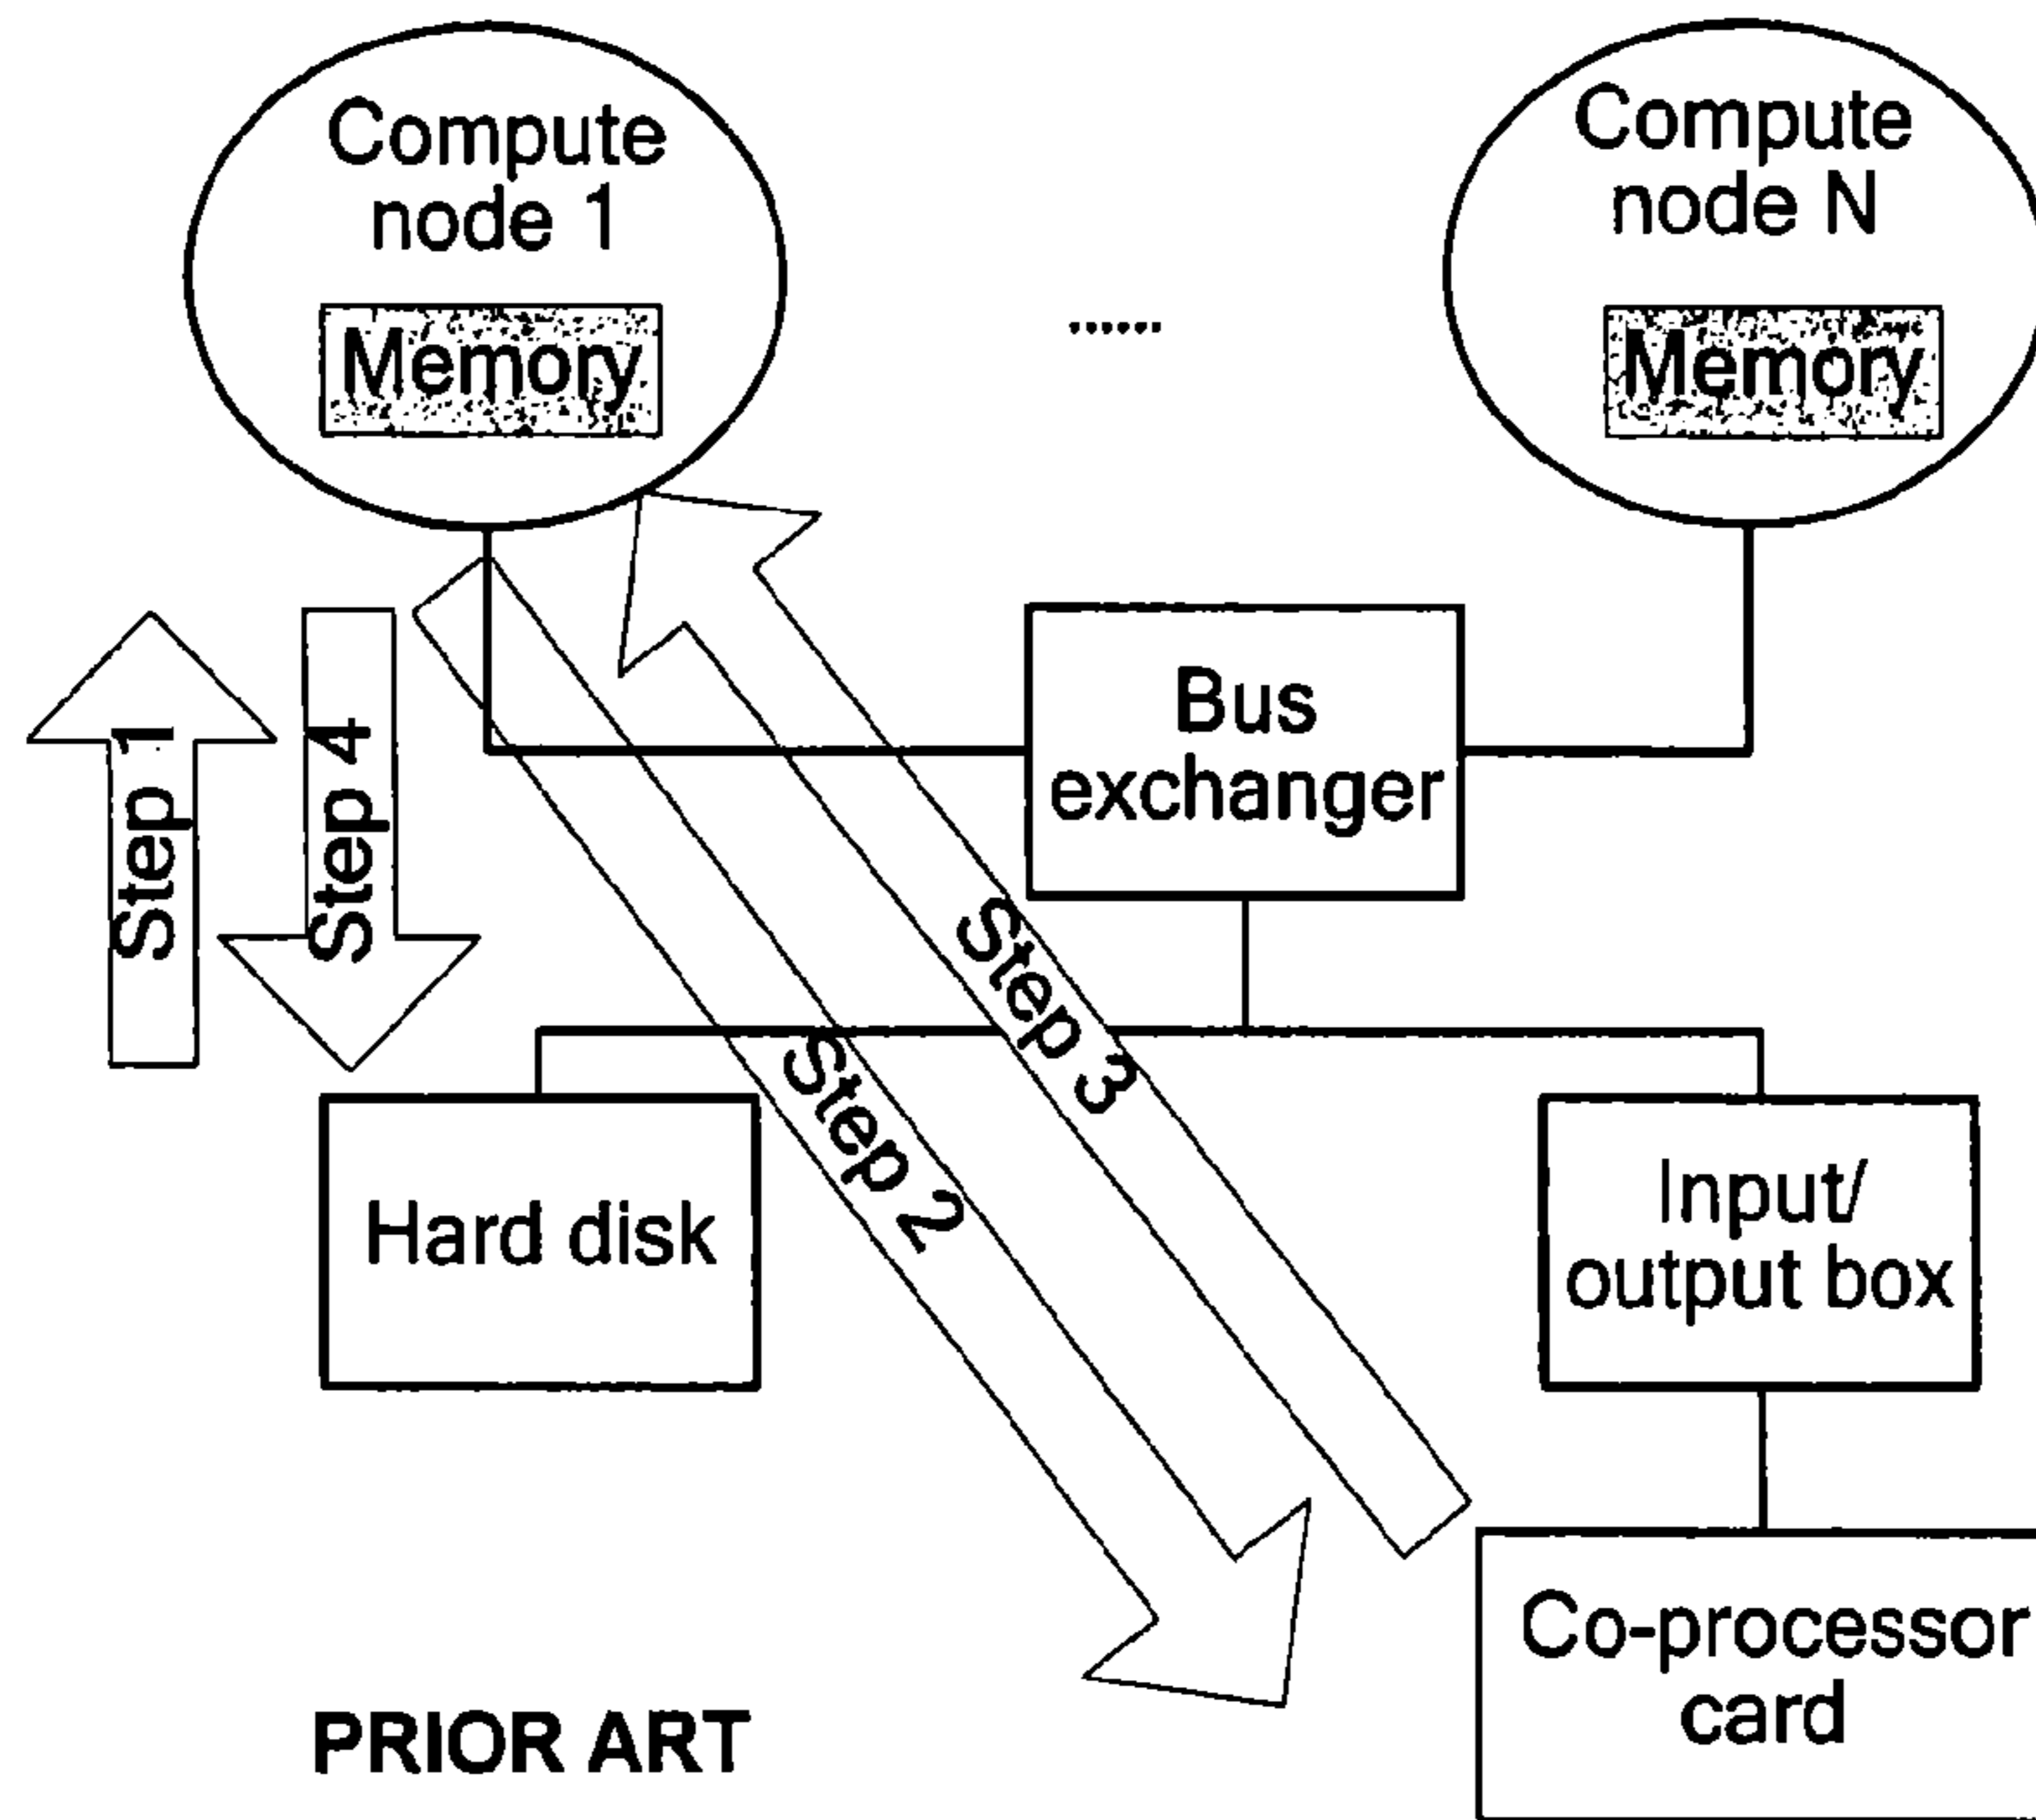 Compute
node 1
Memory
......
Compute
node N
Memory
Step 1
Step 4
Bus
exchanger
Step 3
Step 2
Hard disk
Input/
output box
Co-processor
card
PRIOR ART